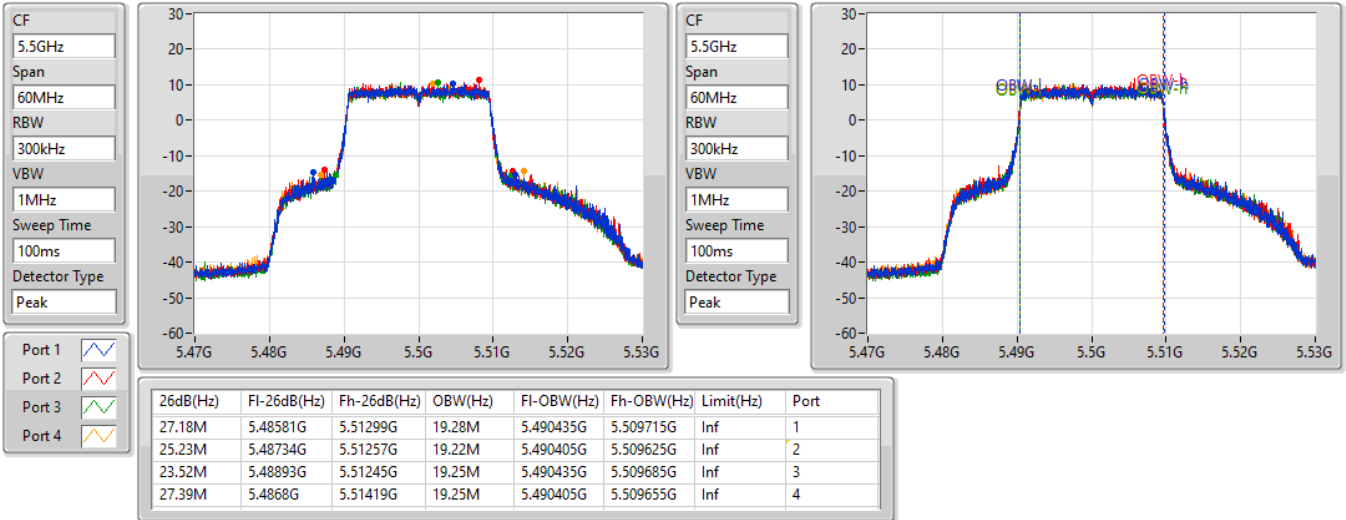 CF
5.5GHz
Span
60MHz
RBW
300kHz
VBW
1MHz
Sweep Time
100ms
Detector Type
Peak
30
20
10
0
-10
-20
-30
-40
-50
-60
5.47G 5.48G 5.49G 5.5G 5.51G 5.52G 5.53G
CF
5.5GHz
Span
60MHz
RBW
300kHz
VBW
1MHz
Sweep Time
100ms
Detector Type
Peak
30
20
10
0
-10
-20
-30
-40
-50
-60
OBW-h
5.47G 5.48G 5.49G 5.5G 5.51G 5.52G 5.53G
Port 1
Port 2
Port 3
Port 4
26dB(Hz) Fl-26dB(Hz) Fh-26dB(Hz) OBW(Hz) Fl-OBW(Hz) Fh-OBW(Hz) Limit(Hz) Port
27.18M 5.48581G 5.51299G 19.28M 5.490435G 5.509715G Inf 1
25.23M 5.48734G 5.51257G 19.22M 5.490405G 5.509625G Inf 2
23.52M 5.48893G 5.51245G 19.25M 5.490435G 5.509685G Inf 3
27.39M 5.4868G 5.51419G 19.25M 5.490405G 5.509655G Inf 4